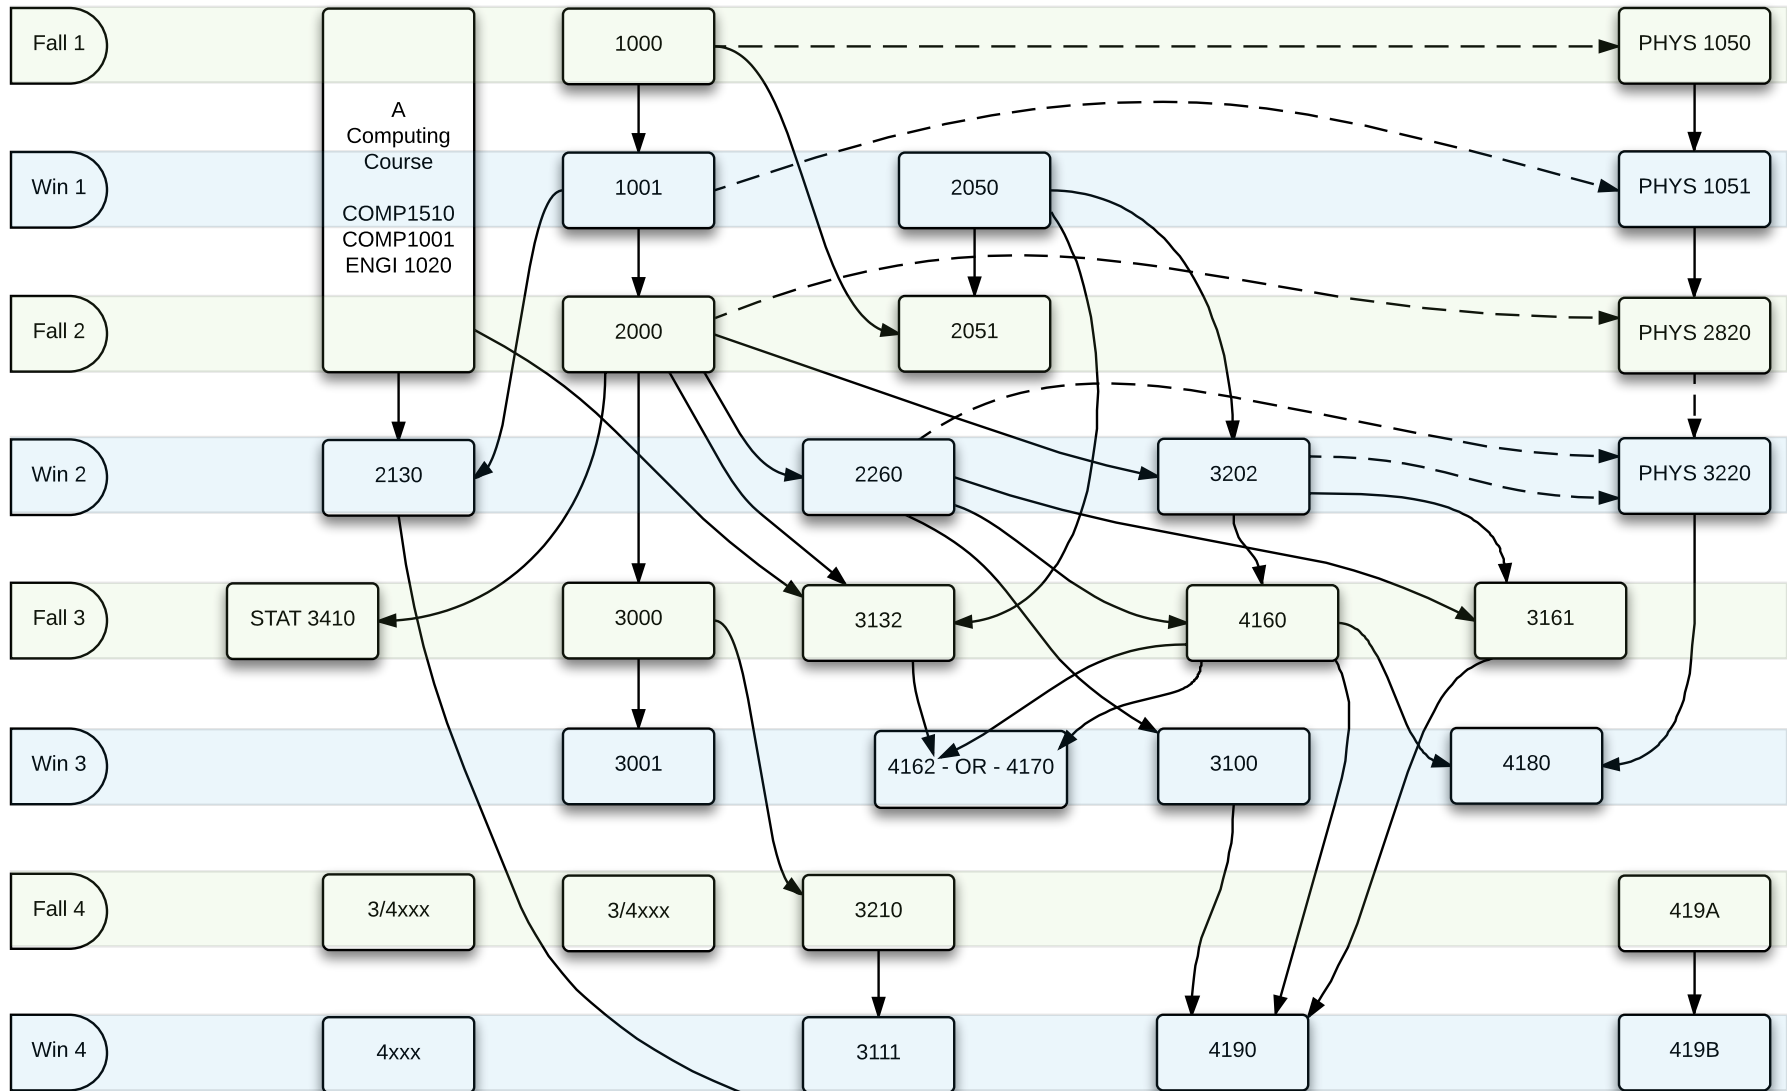 Fall 1
1000
PHYS 1050
A
Computing
Course
COMP1510
COMP1001
ENGI 1020
Win 1
1001
2050
PHYS 1051
Fall 2
2000
2051
PHYS 2820
Win 2
2130
2260
3202
PHYS 3220
Fall 3
STAT 3410
3000
3132
4160
3161
Win 3
3001
4162 - OR - 4170
3100
4180
Fall 4
3/4xxx
3/4xxx
3210
419A
Win 4
4xxx
3111
4190
419B